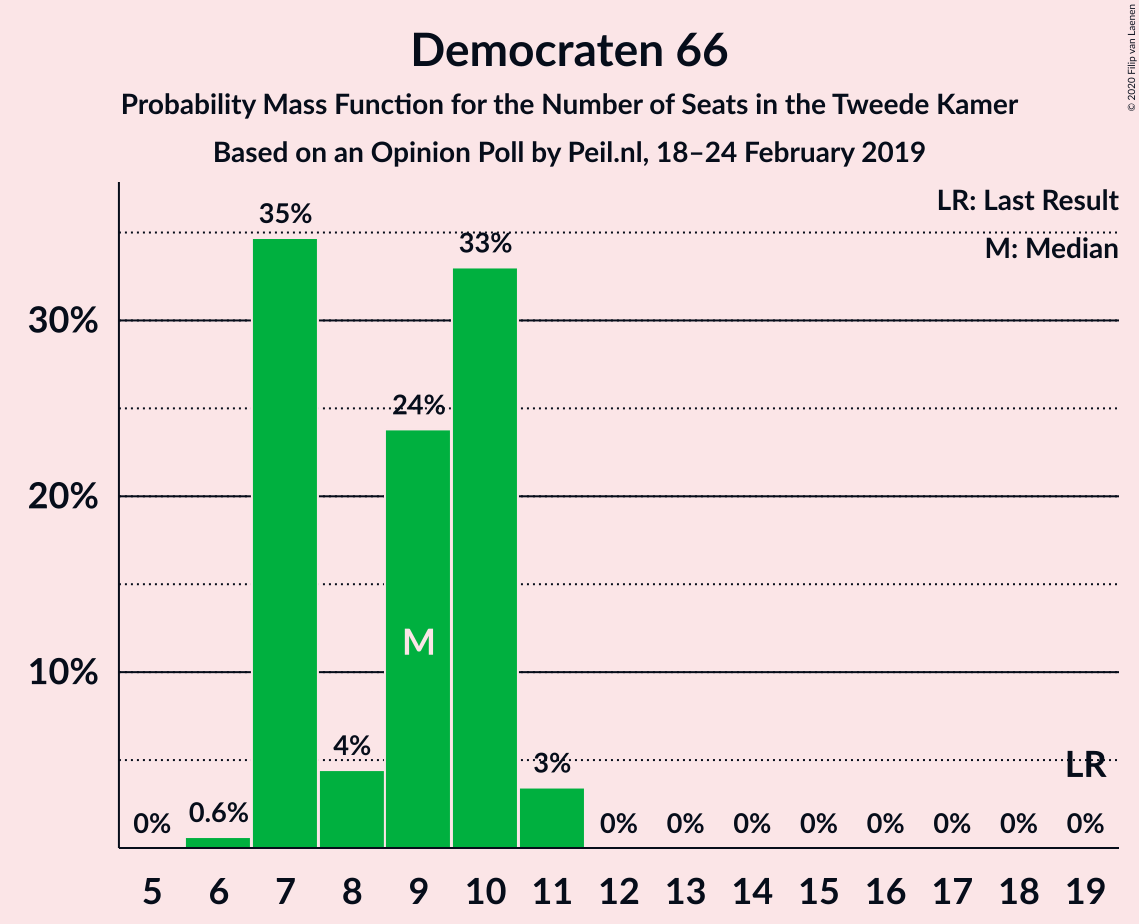 Democraten 66
Probability Mass Function for the Number of Seats in the Tweede Kamer
Based on an Opinion Poll by Peil.nl, 18–24 February 2019
© 2020 Filip van Laenen
LR: Last Result
M: Median
35%
33%
30%
24%
20%
M
10%
4%
3%
LR
0%
0.6%
0%
0%
0%
0%
0%
0%
0%
0%
5 6 7 8 9 10 11 12 13 14 15 16 17 18 19